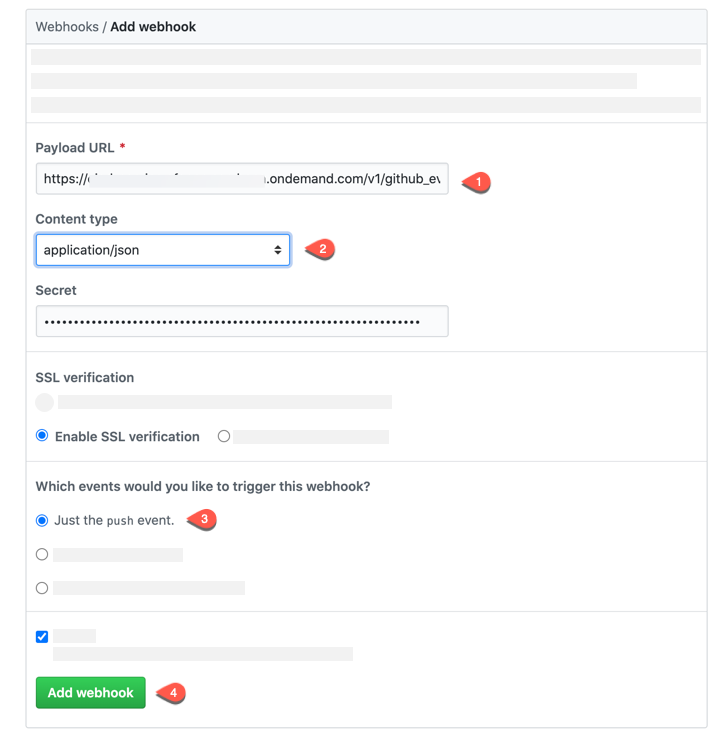 Webhooks / Add webhook
Payload URL *
https:// .ondemand.com/v1/github_ev
1
Content type
application/json
2
Secret
••••••••••••••••••••••••••••••••••••••••••••••••••••••••••••••••
SSL verification
Enable SSL verification
Which events would you like to trigger this webhook?
Just the push event.
3
Add webhook
4